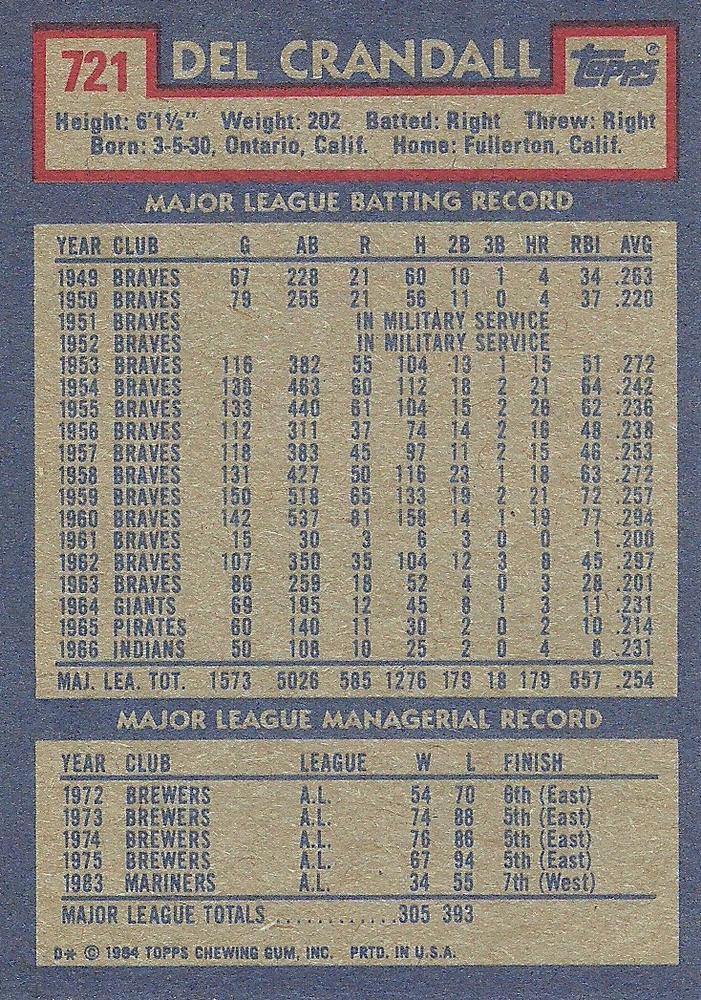 721 DEL CRANDALL Topps®
Height: 6'1½" Weight: 202 Batted: Right Threw: Right
Born: 3-5-30, Ontario, Calif. Home: Fullerton, Calif.
MAJOR LEAGUE BATTING RECORD
YEAR CLUB G AB R H 2B 3B HR RBI AVG
1949 BRAVES 67 228 21 60 10 1 4 34 .263
1950 BRAVES 79 255 21 56 11 0 4 37 .220
1951 BRAVES IN MILITARY SERVICE
1952 BRAVES IN MILITARY SERVICE
1953 BRAVES 116 382 55 104 13 1 15 51 .272
1954 BRAVES 138 463 60 112 18 2 21 64 .242
1955 BRAVES 133 440 61 104 15 2 26 62 .236
1956 BRAVES 112 311 37 74 14 2 16 48 .238
1957 BRAVES 118 383 45 97 11 2 15 46 .253
1958 BRAVES 131 427 50 116 23 1 18 63 .272
1959 BRAVES 150 518 65 133 19 2 21 72 .257
1960 BRAVES 142 537 81 158 14 1 19 77 .294
1961 BRAVES 15 30 3 6 3 0 0 1 .200
1962 BRAVES 107 350 35 104 12 3 8 45 .297
1963 BRAVES 86 259 18 52 4 0 3 28 .201
1964 GIANTS 69 195 12 45 8 1 3 11 .231
1965 PIRATES 60 140 11 30 2 0 2 10 .214
1966 INDIANS 50 108 10 25 2 0 4 8 .231
MAJ. LEA. TOT. 1573 5026 585 1276 179 18 179 657 .254
MAJOR LEAGUE MANAGERIAL RECORD
YEAR CLUB LEAGUE W L FINISH
1972 BREWERS A.L. 54 70 6th (East)
1973 BREWERS A.L. 74 88 5th (East)
1974 BREWERS A.L. 76 86 5th (East)
1975 BREWERS A.L. 67 94 5th (East)
1983 MARINERS A.L. 34 55 7th (West)
MAJOR LEAGUE TOTALS ............305 393
D* © 1984 TOPPS CHEWING GUM, INC. PRTD. IN U.S.A.